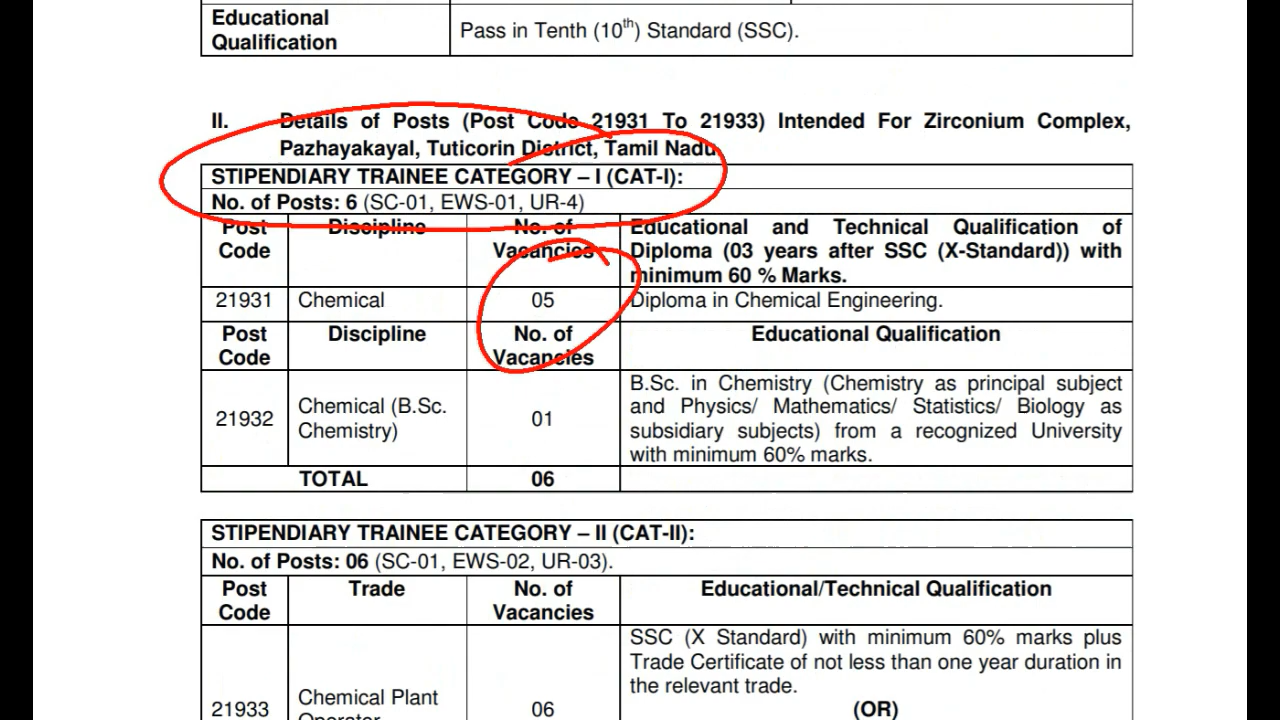 Educational
Qualification
Pass in Tenth (10th) Standard (SSC).
II. Details of Posts (Post Code 21931 To 21933) Intended For Zirconium Complex,
Pazhayakayal, Tuticorin District, Tamil Nadu
STIPENDIARY TRAINEE CATEGORY – I (CAT-I):
No. of Posts: 6 (SC-01, EWS-01, UR-4)
Post
Code
Discipline
No. of
Vacancies
Educational and Technical Qualification of
Diploma (03 years after SSC (X-Standard)) with
minimum 60 % Marks.
21931
Chemical
05
Diploma in Chemical Engineering.
Post
Code
Discipline
No. of
Vacancies
Educational Qualification
21932
Chemical (B.Sc.
Chemistry)
01
B.Sc. in Chemistry (Chemistry as principal subject
and Physics/ Mathematics/ Statistics/ Biology as
subsidiary subjects) from a recognized University
with minimum 60% marks.
TOTAL
06
STIPENDIARY TRAINEE CATEGORY – II (CAT-II):
No. of Posts: 06 (SC-01, EWS-02, UR-03).
Post
Code
Trade
No. of
Vacancies
Educational/Technical Qualification
21933
Chemical Plant
Operator
06
SSC (X Standard) with minimum 60% marks plus
Trade Certificate of not less than one year duration in
the relevant trade.
(OR)